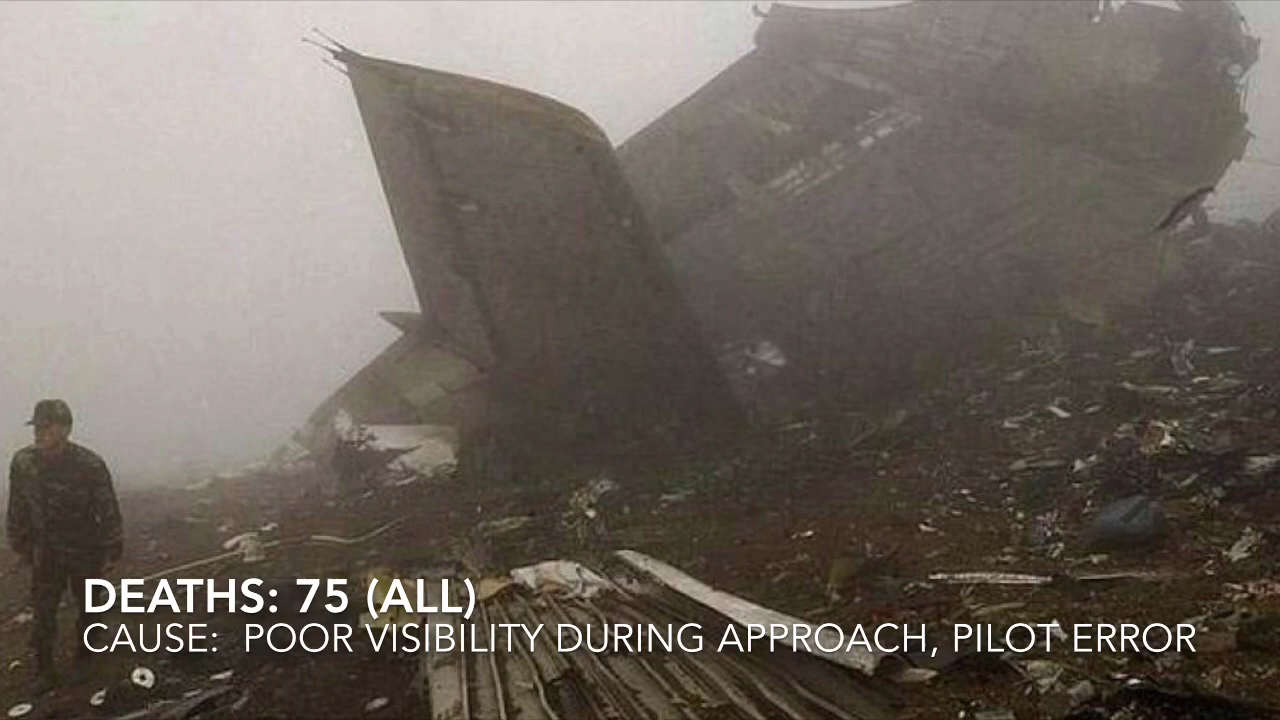 DEATHS: 75 (ALL)
CAUSE: POOR VISIBILITY DURING APPROACH, PILOT ERROR